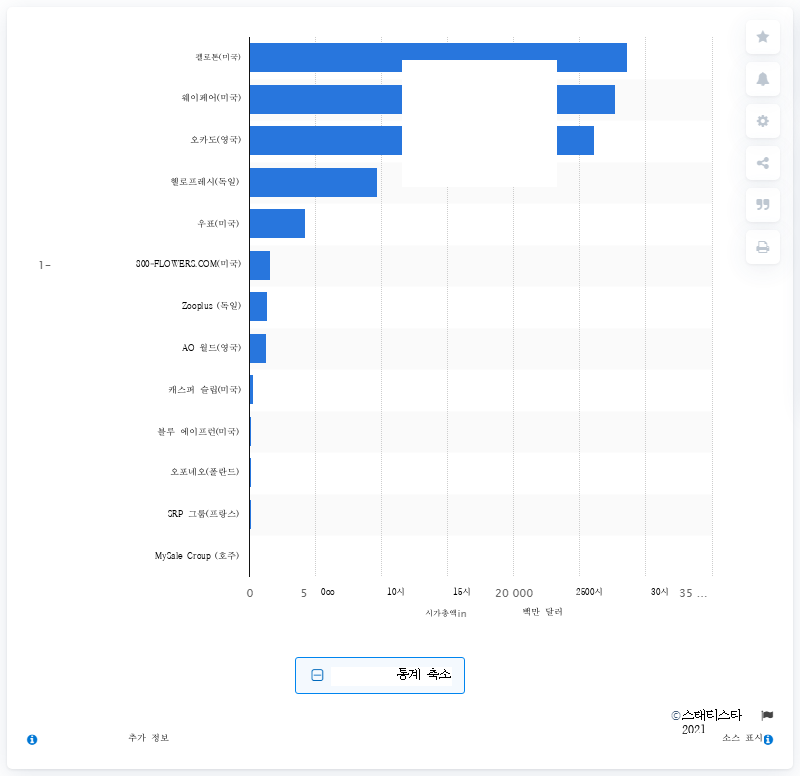 펠로톤(미국)
웨이페어(미국)
오카도(영국)
헬로프레시(독일)
우표(미국)
1-
800-FLOWERS.COM(미국)
Zooplus (독일)
AO 월드(영국)
캐스퍼 슬립(미국)
블루 에이프런(미국)
오포네오(폴란드)
SRP 그룹(프랑스)
MySale Group (호주)
0 5 000 10시 15시 20 000 2500시 30시 35 ...
시가총액in 백만 달러
통계 축소
©스태티스타
2021
추가 정보 소스 표시